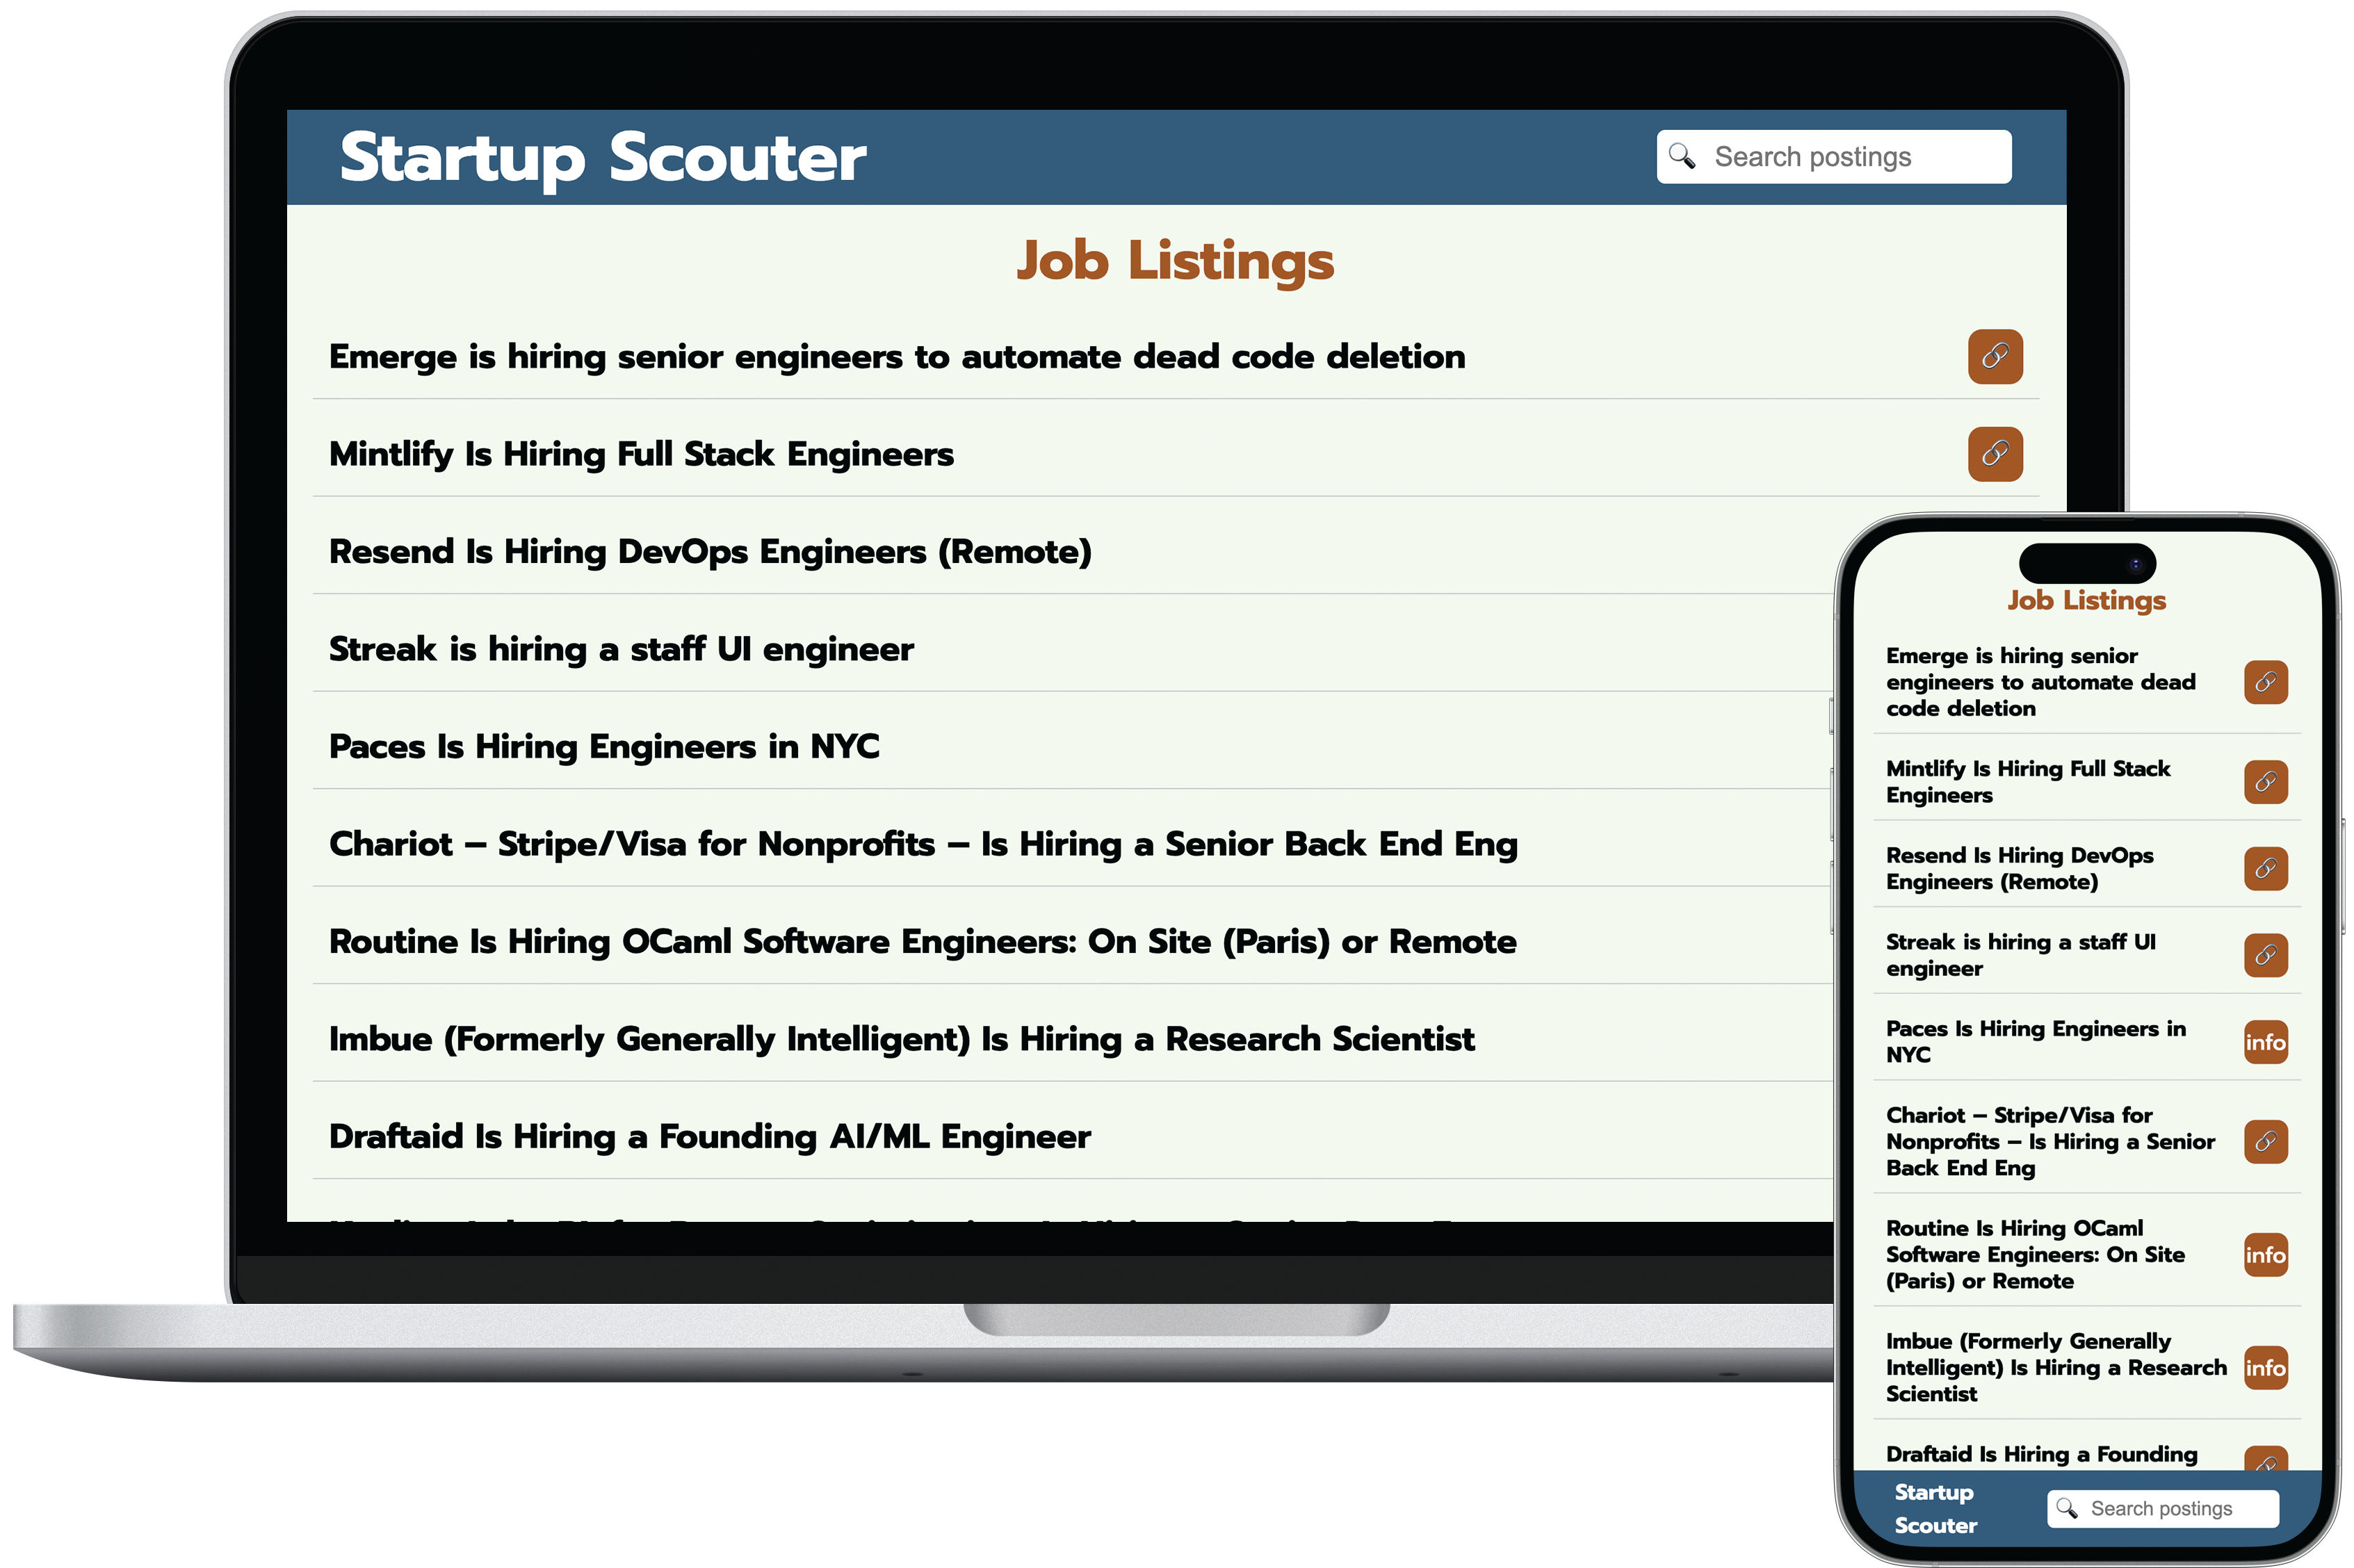 Startup Scouter
Search postings
Job Listings
Emerge is hiring senior engineers to automate dead code deletion
Mintlify Is Hiring Full Stack Engineers
Resend Is Hiring DevOps Engineers (Remote)
Streak is hiring a staff UI engineer
Paces Is Hiring Engineers in NYC
Chariot – Stripe/Visa for Nonprofits – Is Hiring a Senior Back End Eng
Routine Is Hiring OCaml Software Engineers: On Site (Paris) or Remote
Imbue (Formerly Generally Intelligent) Is Hiring a Research Scientist
Draftaid Is Hiring a Founding AI/ML Engineer
Job Listings
Emerge is hiring senior
engineers to automate dead
code deletion
Mintlify Is Hiring Full Stack
Engineers
Resend Is Hiring DevOps
Engineers (Remote)
Streak is hiring a staff UI
engineer
Paces Is Hiring Engineers in
NYC
info
Chariot – Stripe/Visa for
Nonprofits – Is Hiring a Senior
Back End Eng
Routine Is Hiring OCaml
Software Engineers: On Site
(Paris) or Remote
info
Imbue (Formerly Generally
Intelligent) Is Hiring a Research
Scientist
info
Draftaid Is Hiring a Founding
Startup
Scouter
Search postings